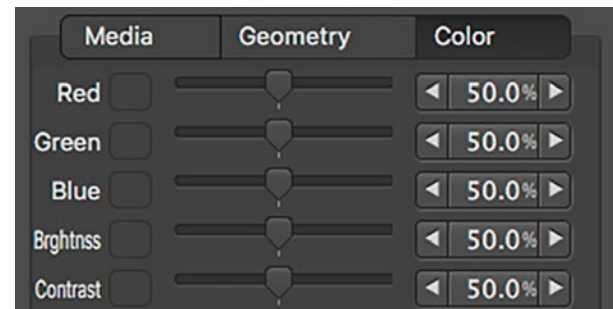 Media Geometry Color
Red 50.0%
Green 50.0%
Blue 50.0%
Brghtnss 50.0%
Contrast 50.0%